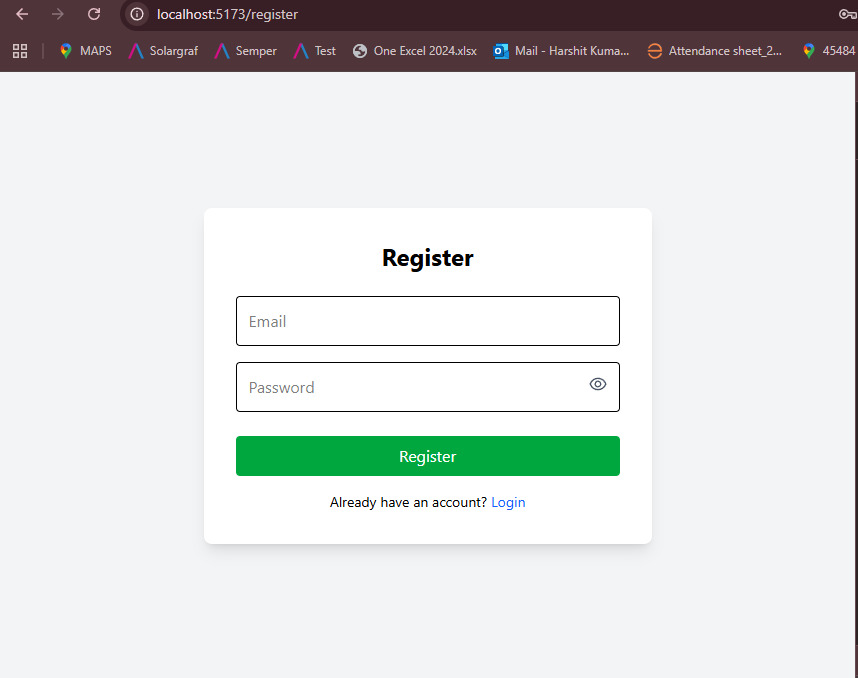 localhost:5173/register
MAPS Solargraf Semper Test One Excel 2024.xlsx Mail - Harshit Kuma... Attendance sheet_2... 45484
Register
Email
Password
Register
Already have an account? Login